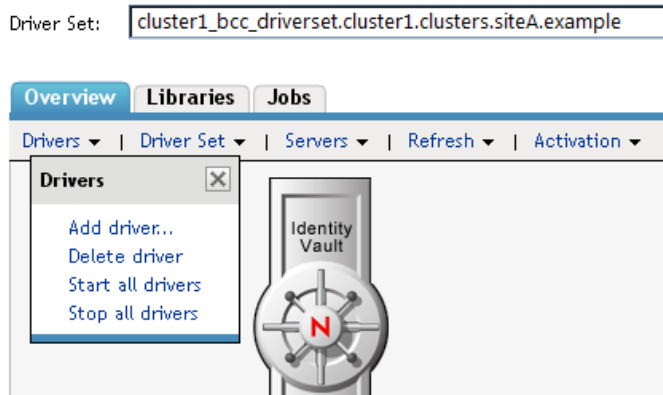 Driver Set: cluster1_bcc_driverset.cluster1.clusters.siteA.example
Overview Libraries Jobs
Drivers | Driver Set | Servers | Refresh | Activation
Drivers
Add driver...
Delete driver
Start all drivers
Stop all drivers
Identity
Vault
N